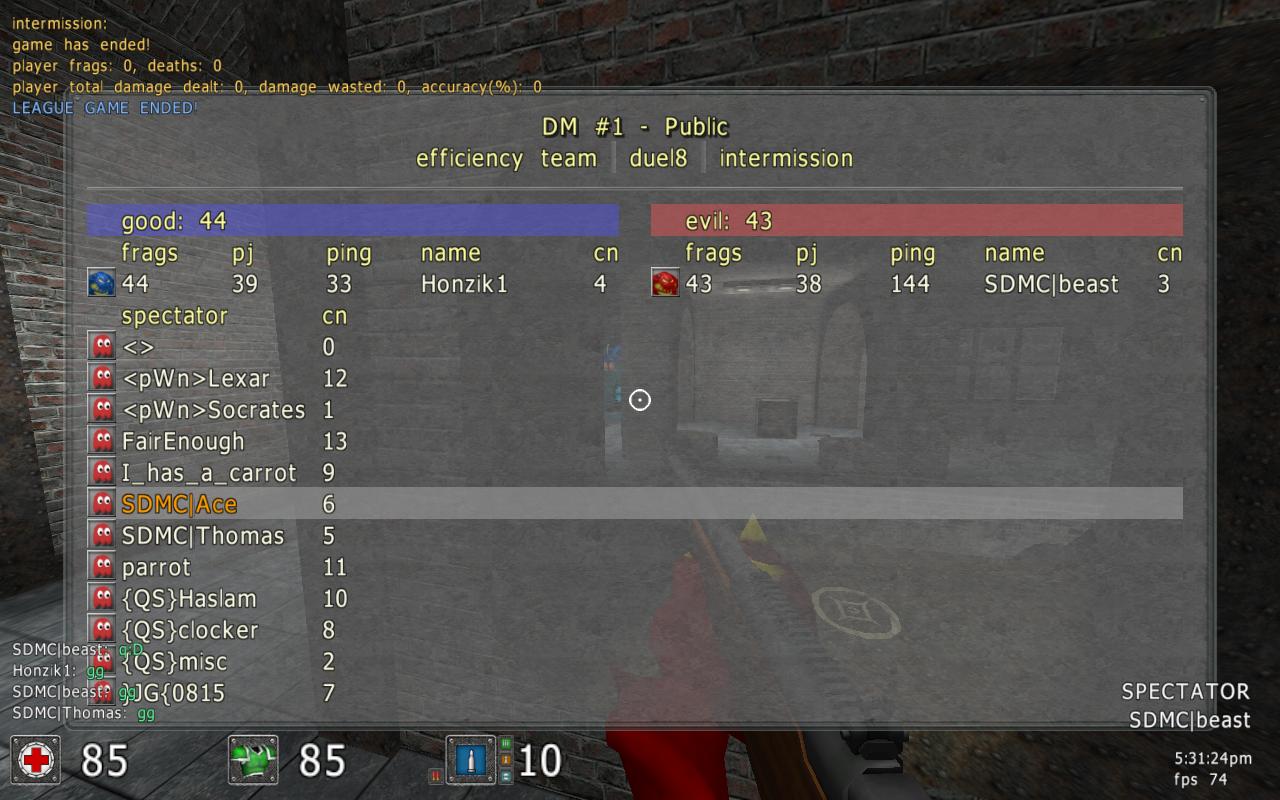 intermission:
game has ended!
player frags: 0, deaths: 0
player total damage dealt: 0, damage wasted: 0, accuracy(%): 0
LEAGUE GAME ENDED!
DM #1 - Public
efficiency team | duel8 | intermission
good: 44
evil: 43
frags pj ping name cn
frags pj ping name cn
44 39 33 Honzik1 4
43 38 144 SDMC|beast 3
spectator cn
<> 0
<pWn>Lexar 12
<pWn>Socrates 1
FairEnough 13
I_has_a_carrot 9
SDMC|Ace 6
SDMC|Thomas 5
parrot 11
{QS}Haslam 10
{QS}clocker 8
{QS}misc 2
}JG{0815 7
SDMC|beast: g:D
Honzik1: gg
SDMC|beast: gg
SDMC|Thomas: gg
SPECTATOR
SDMC|beast
85
85
10
5:31:24pm
fps 74